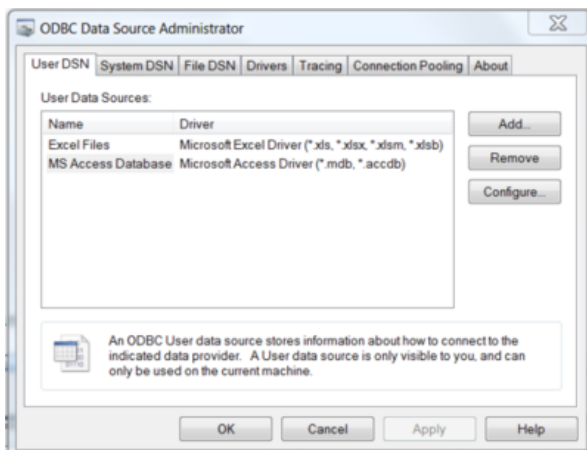 ODBC Data Source Administrator
User DSN System DSN File DSN Drivers Tracing Connection Pooling About
User Data Sources:
Name Driver
Excel Files Microsoft Excel Driver (*.xls, *.xlsx, *.xlsm, *.xlsb)
MS Access Database Microsoft Access Driver (*.mdb, *.accdb)
Add...
Remove
Configure...
An ODBC User data source stores information about how to connect to the
indicated data provider. A User data source is only visible to you, and can
only be used on the current machine.
OK Cancel Apply Help